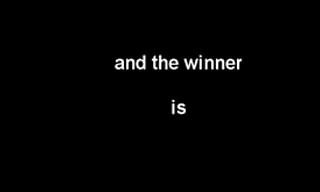 and the winner
is